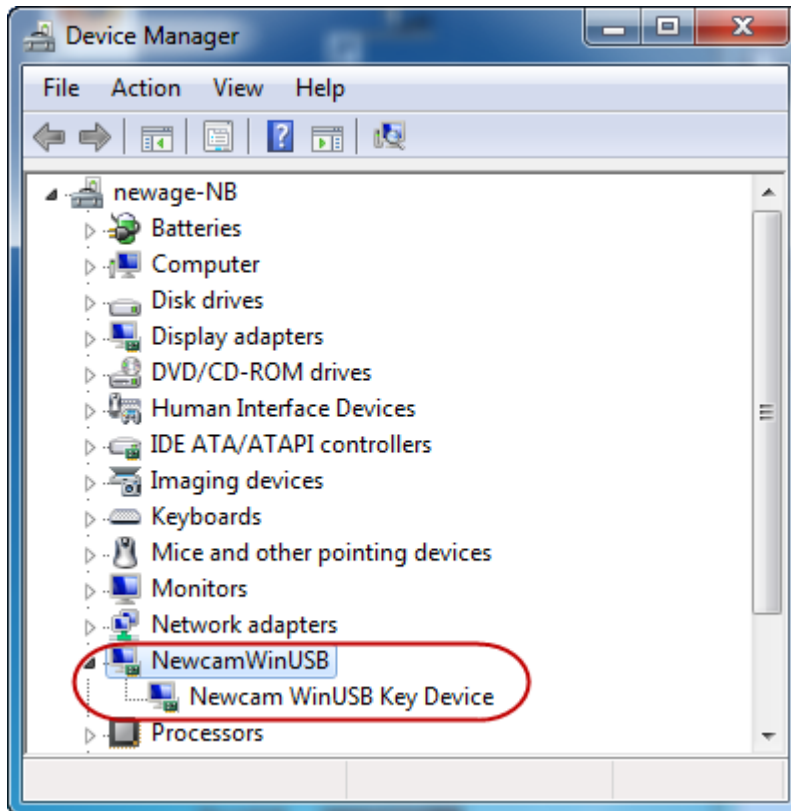 Device Manager
File Action View Help
newage-NB
Batteries
Computer
Disk drives
Display adapters
DVD/CD-ROM drives
Human Interface Devices
IDE ATA/ATAPI controllers
Imaging devices
Keyboards
Mice and other pointing devices
Monitors
Network adapters
NewcamWinUSB
Newcam WinUSB Key Device
Processors